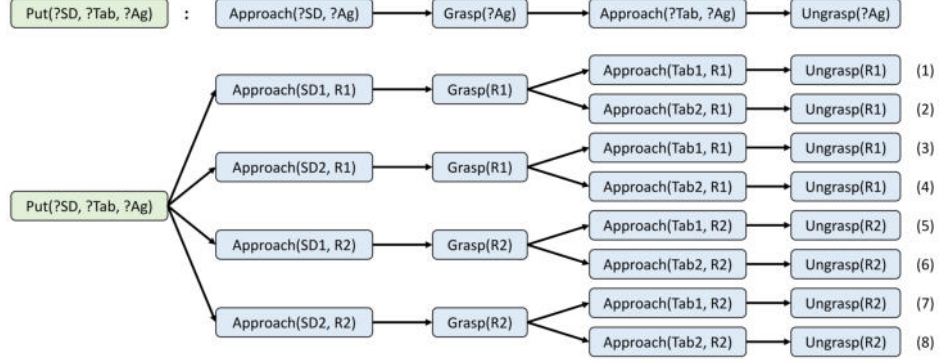 Put(?SD, ?Tab, ?Ag) : Approach(?SD, ?Ag) Grasp(?Ag) Approach(?Tab, ?Ag) Ungrasp(?Ag)
Approach(Tab1, R1) Ungrasp(R1) (1)
Approach(SD1, R1) Grasp(R1)
Approach(Tab2, R1) Ungrasp(R1) (2)
Approach(Tab1, R1) Ungrasp(R1) (3)
Approach(SD2, R1) Grasp(R1)
Approach(Tab2, R1) Ungrasp(R1) (4)
Put(?SD, ?Tab, ?Ag)
Approach(Tab1, R2) Ungrasp(R2) (5)
Approach(SD1, R2) Grasp(R2)
Approach(Tab2, R2) Ungrasp(R2) (6)
Approach(Tab1, R2) Ungrasp(R2) (7)
Approach(SD2, R2) Grasp(R2)
Approach(Tab2, R2) Ungrasp(R2) (8)